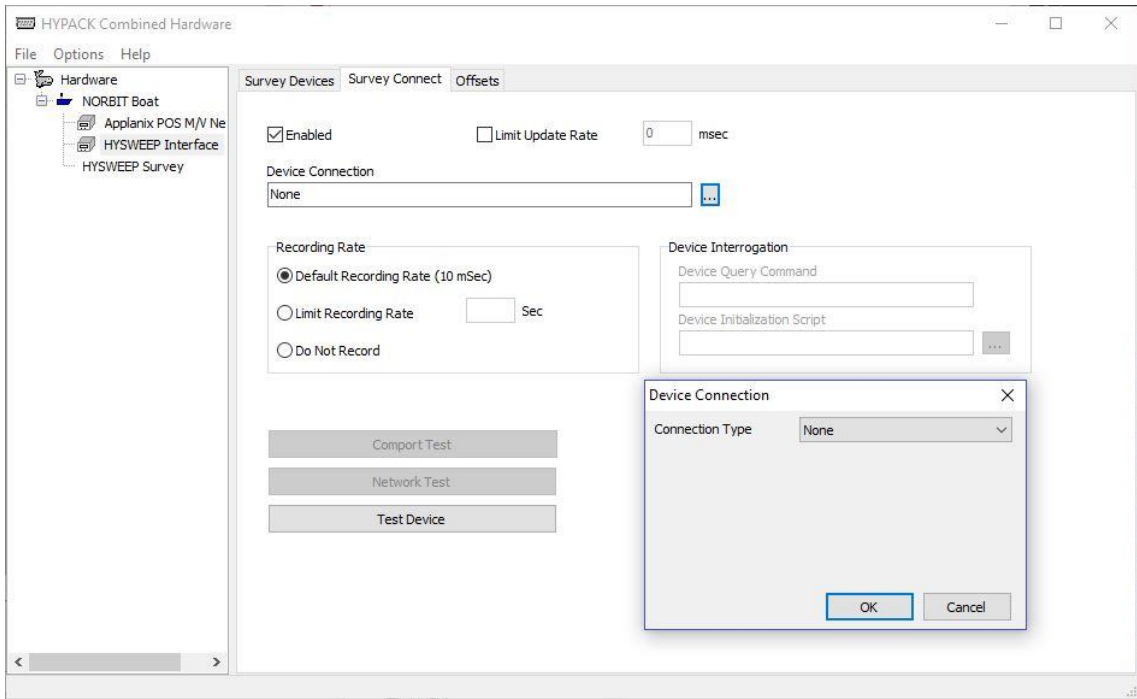 HYPACK Combined Hardware
File Options Help
Hardware
NORBIT Boat
Applanix POS M/V Ne
HYSWEEP Interface
HYSWEEP Survey
Survey Devices Survey Connect Offsets
Enabled Limit Update Rate 0 msec
Device Connection
None ...
Recording Rate
Default Recording Rate (10 mSec)
Limit Recording Rate Sec
Do Not Record
Device Interrogation
Device Query Command
Device Initialization Script
...
Comport Test
Network Test
Test Device
Device Connection
Connection Type None
OK Cancel